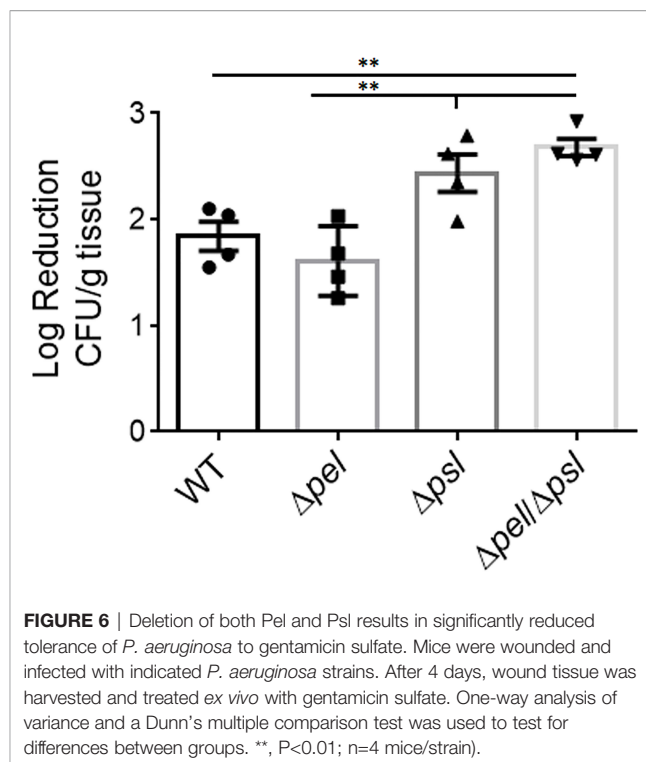 **
**
3
2
1
0
Log Reduction
CFU/g tissue
WT
Δpel
Δpsl
Δpel/Δpsl
FIGURE 6 | Deletion of both Pel and Psl results in significantly reduced
tolerance of P. aeruginosa to gentamicin sulfate. Mice were wounded and
infected with indicated P. aeruginosa strains. After 4 days, wound tissue was
harvested and treated ex vivo with gentamicin sulfate. One-way analysis of
variance and a Dunn's multiple comparison test was used to test for
differences between groups. **, P<0.01; n=4 mice/strain).